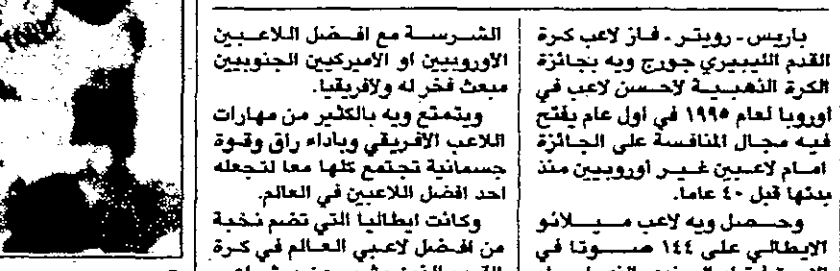 باريس ـ رويتر ـ فاز لاعب كرة
القدم الليبيري جورج ويه بجائزة
الكرة الذهبية لاحسن لاعب في
أوروبا لعام ١٩٩٥ في أول عام يفتح
فيه مجال المنافسة على الجائزة
امام لاعبين غير أوروبيين منذ
بدئها قبل ٤٠ عاما.
وحصل ويه لاعب ميلانو
الايطالي على ١٤٤ صوتا في
الشرسة مع افضل اللاعبين
الاوروبيين او الاميركيين الجنوبيين
مبعث فخر له ولافريقيا.
ويتمتع ويه بالكثير من مهارات
اللاعب الافريقي وباداء راق وقوة
جسمانية تجتمع كلها معا لتجعله
احد افضل اللاعبين في العالم.
وكانت ايطاليا التي تضم نخبة
من افضل لاعبي العالم في كرة